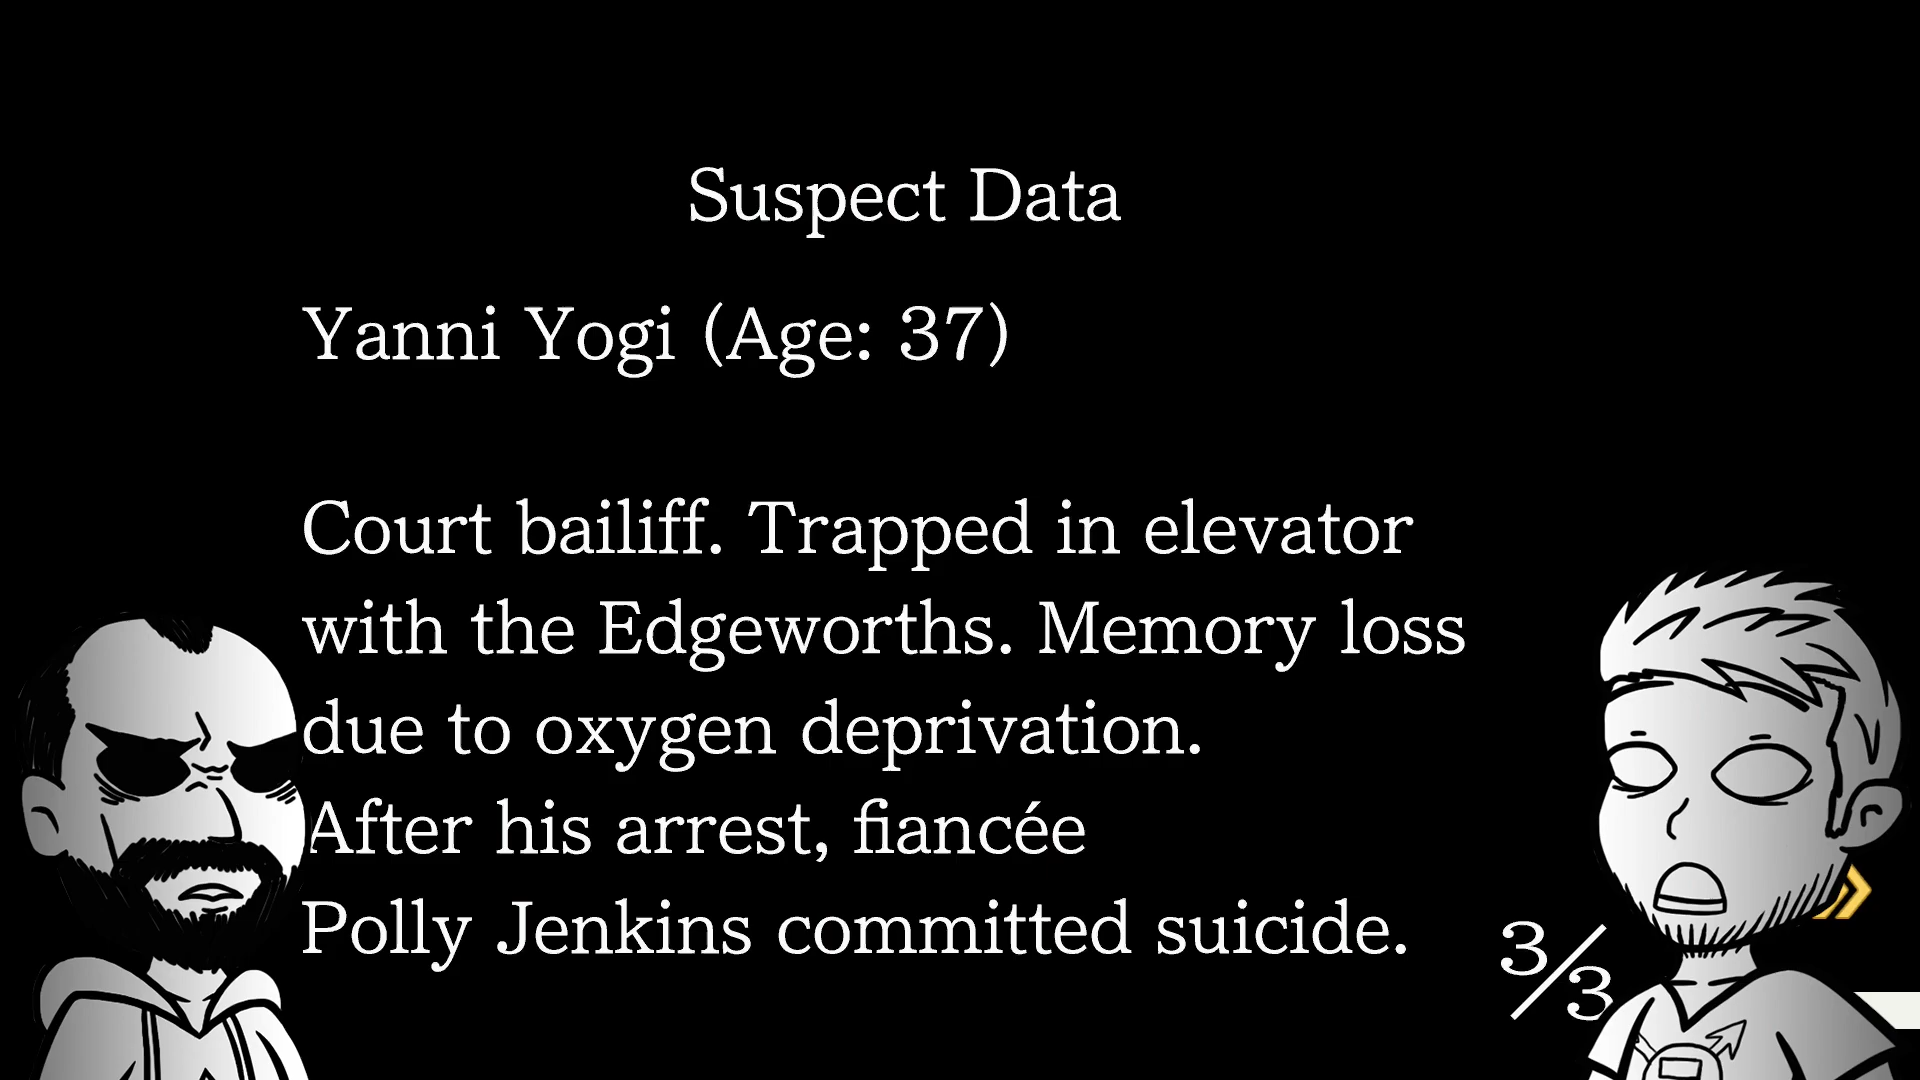 Suspect Data
Yanni Yogi (Age: 37)
Court bailiff. Trapped in elevator
with the Edgeworths. Memory loss
due to oxygen deprivation.
After his arrest, fiancée
Polly Jenkins committed suicide.
3/3